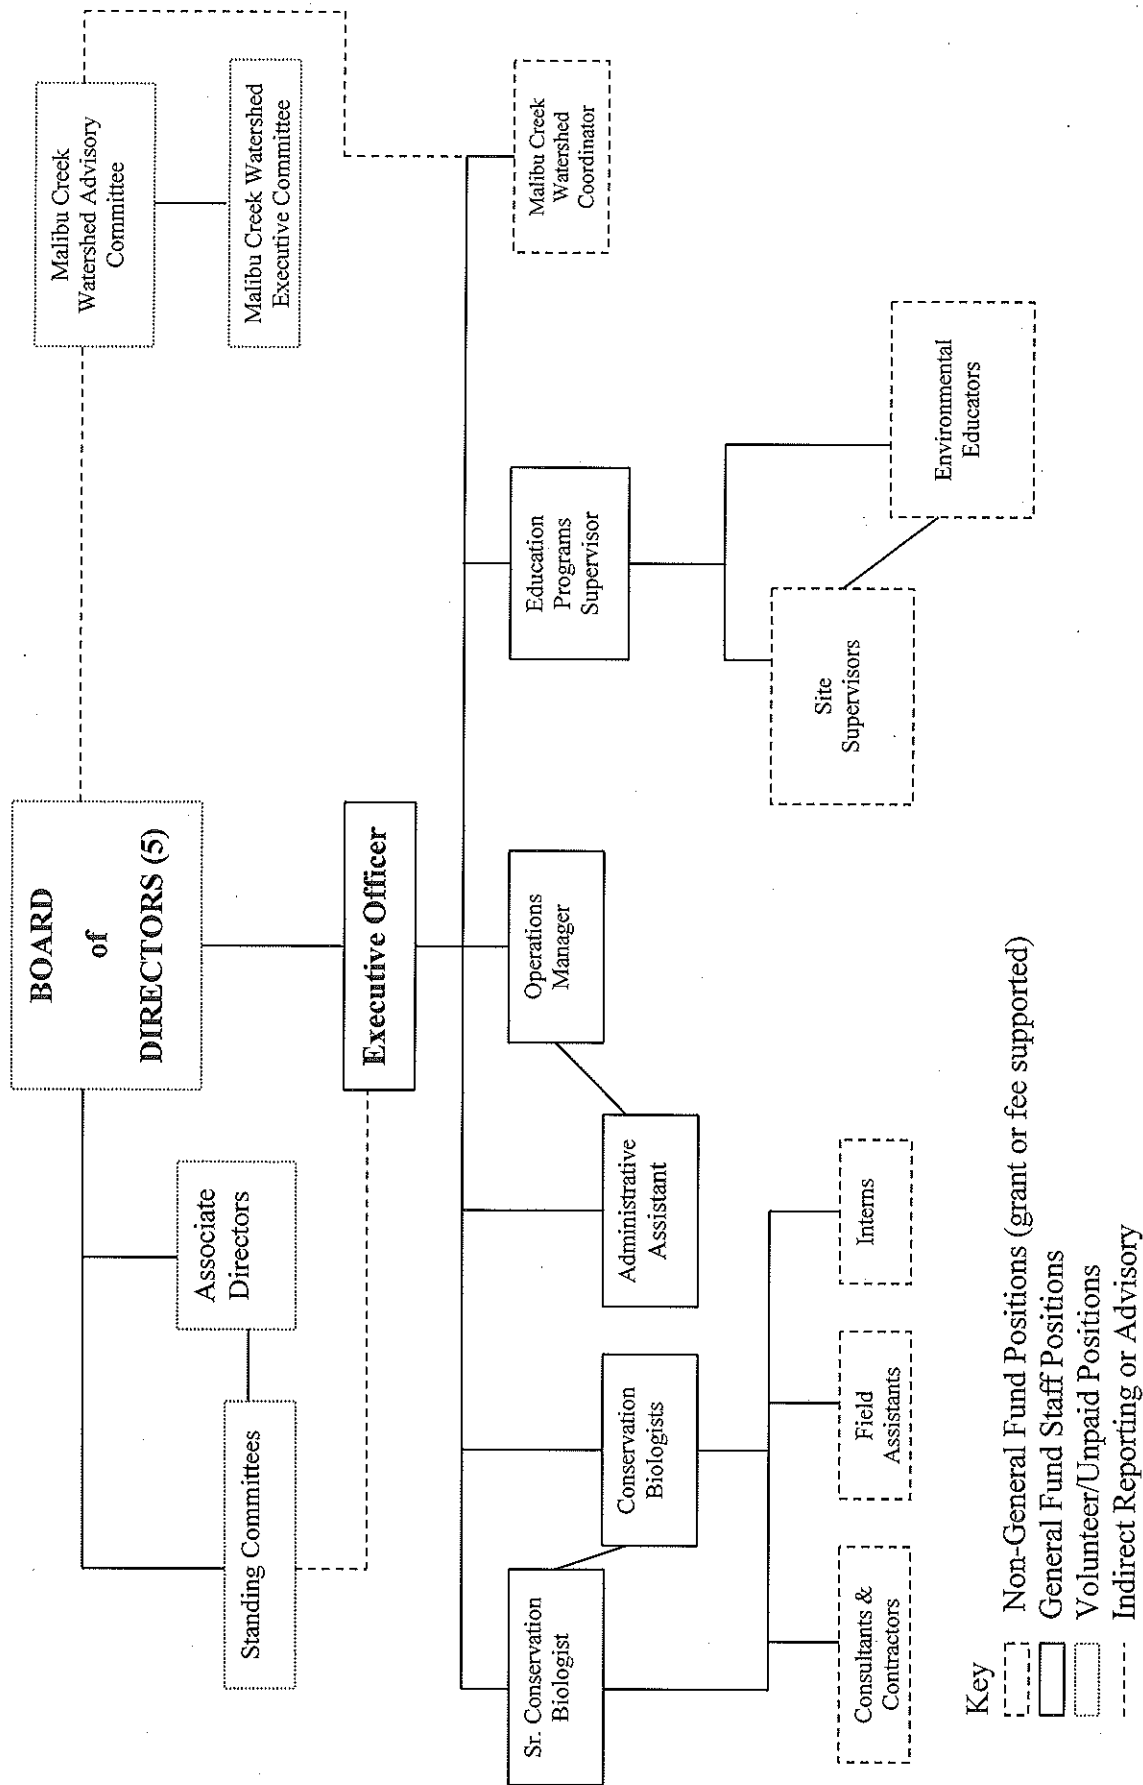 BOARD
of
DIRECTORS (5)
Malibu Creek
Watershed Advisory
Committee
Malibu Creek Watershed
Executive Committee
Associate
Directors
Standing Committees
Executive Officer
Sr. Conservation
Biologist
Conservation
Biologists
Administrative
Assistant
Operations
Manager
Education
Programs
Supervisor
Malibu Creek
Watershed
Coordinator
Consultants &
Contractors
Field
Assistants
Interns
Site
Supervisors
Environmental
Educators
Key
Non-General Fund Positions (grant or fee supported)
General Fund Staff Positions
Volunteer/Unpaid Positions
Indirect Reporting or Advisory